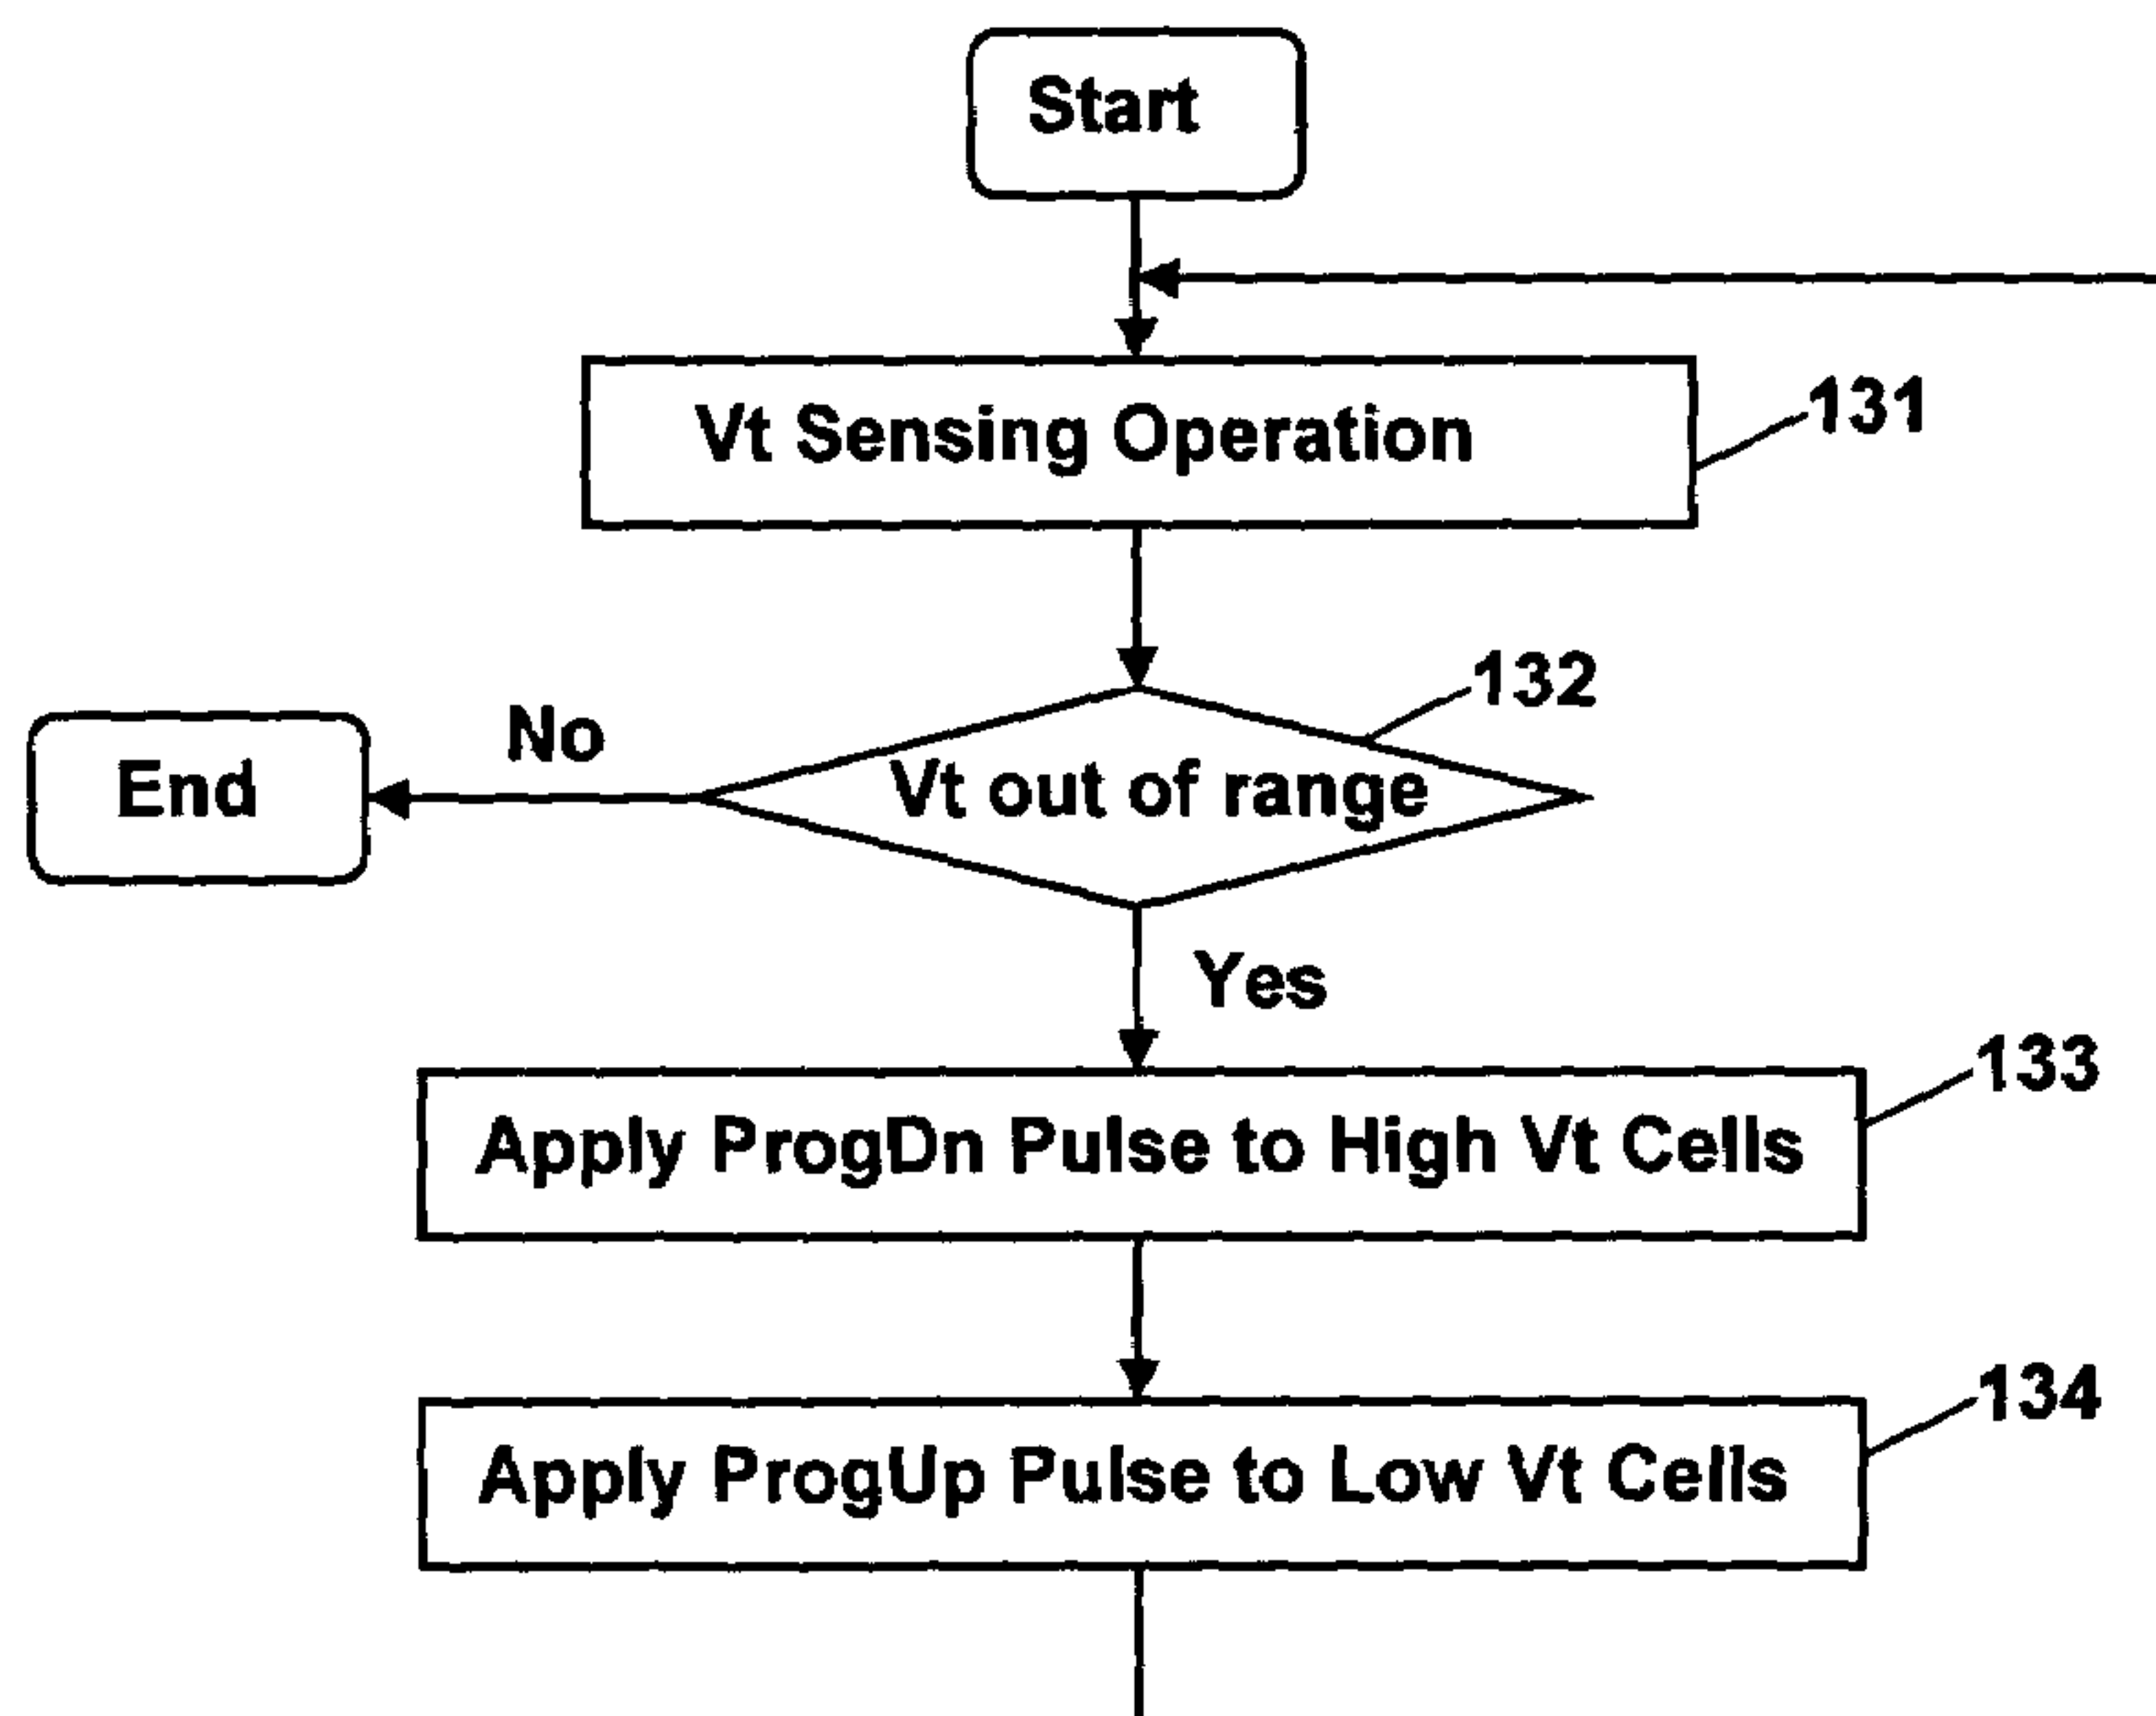 Start
Vt Sensing Operation
131
132
No
End
Vt out of range
Yes
133
Apply ProgDn Pulse to High Vt Cells
134
Apply ProgUp Pulse to Low Vt Cells